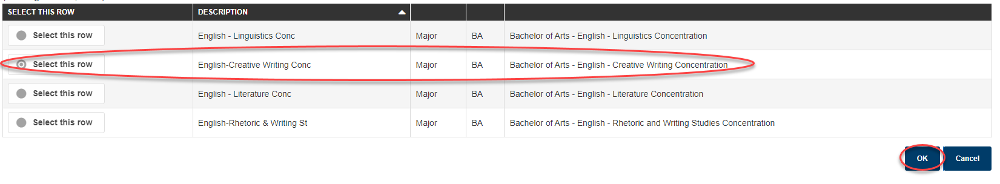 SELECT THIS ROW DESCRIPTION
Select this row English - Linguistics Conc Major BA Bachelor of Arts - English - Linguistics Concentration
Select this row English-Creative Writing Conc Major BA Bachelor of Arts - English - Creative Writing Concentration
Select this row English - Literature Conc Major BA Bachelor of Arts - English - Literature Concentration
Select this row English-Rhetoric & Writing St Major BA Bachelor of Arts - English - Rhetoric and Writing Studies Concentration
OK Cancel